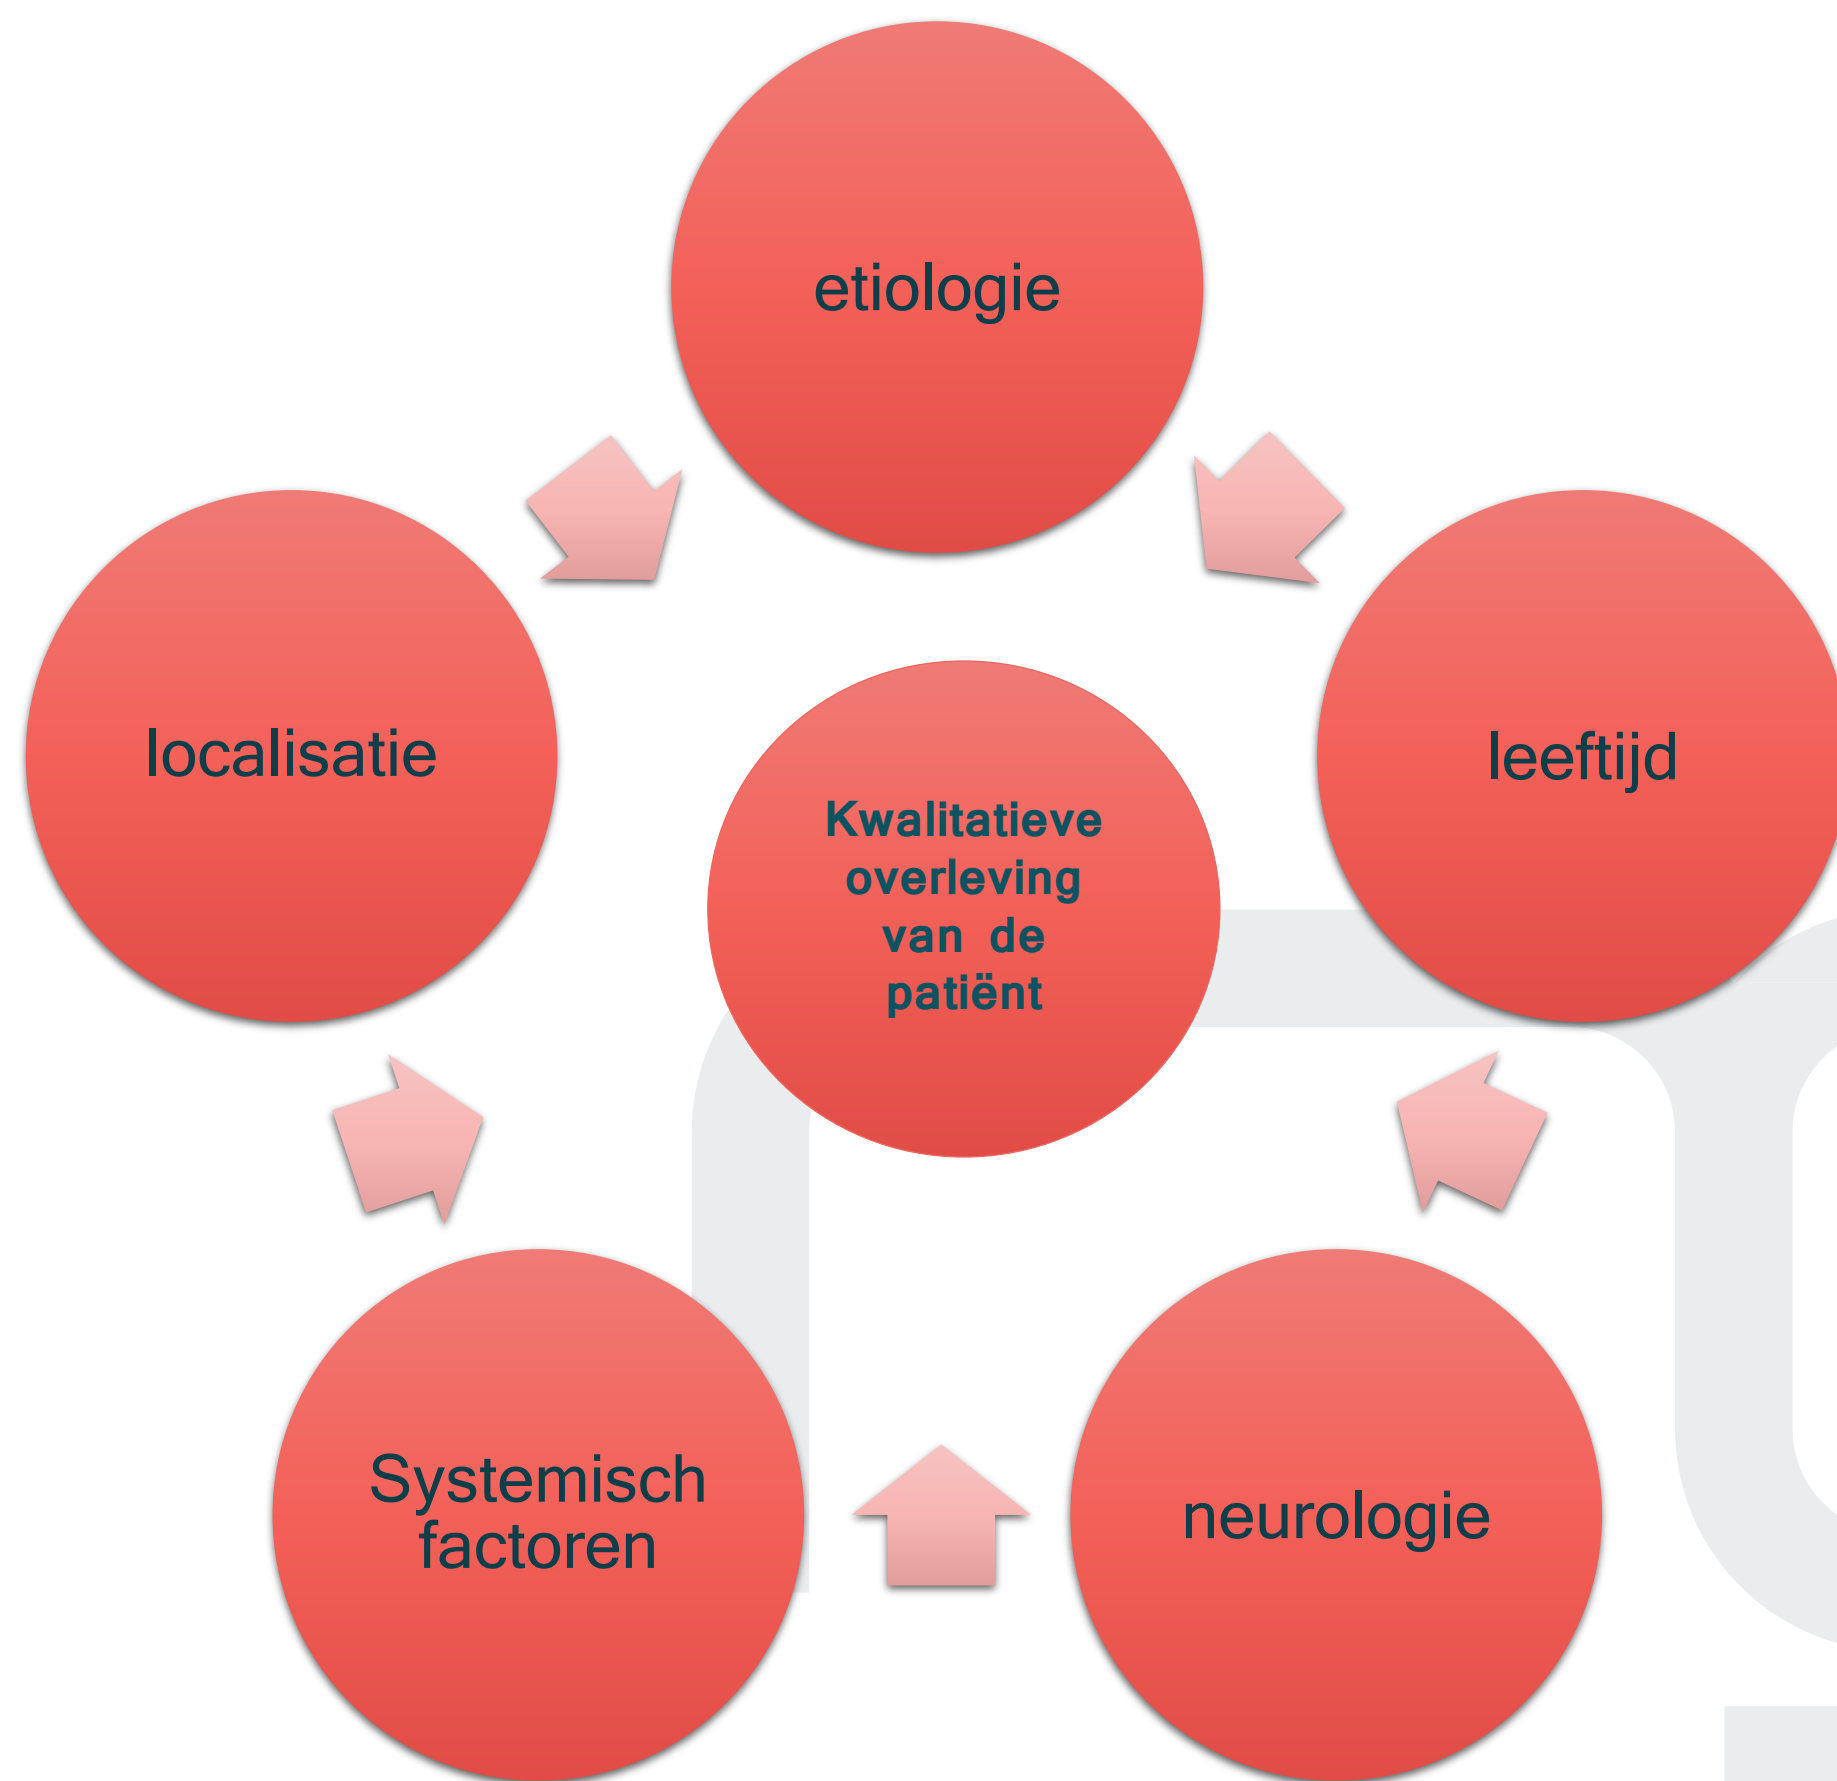 etiologie
localisatie
leeftijd
Kwalitatieve
overleving
van de
patiënt
Systemisch
factoren
neurologie